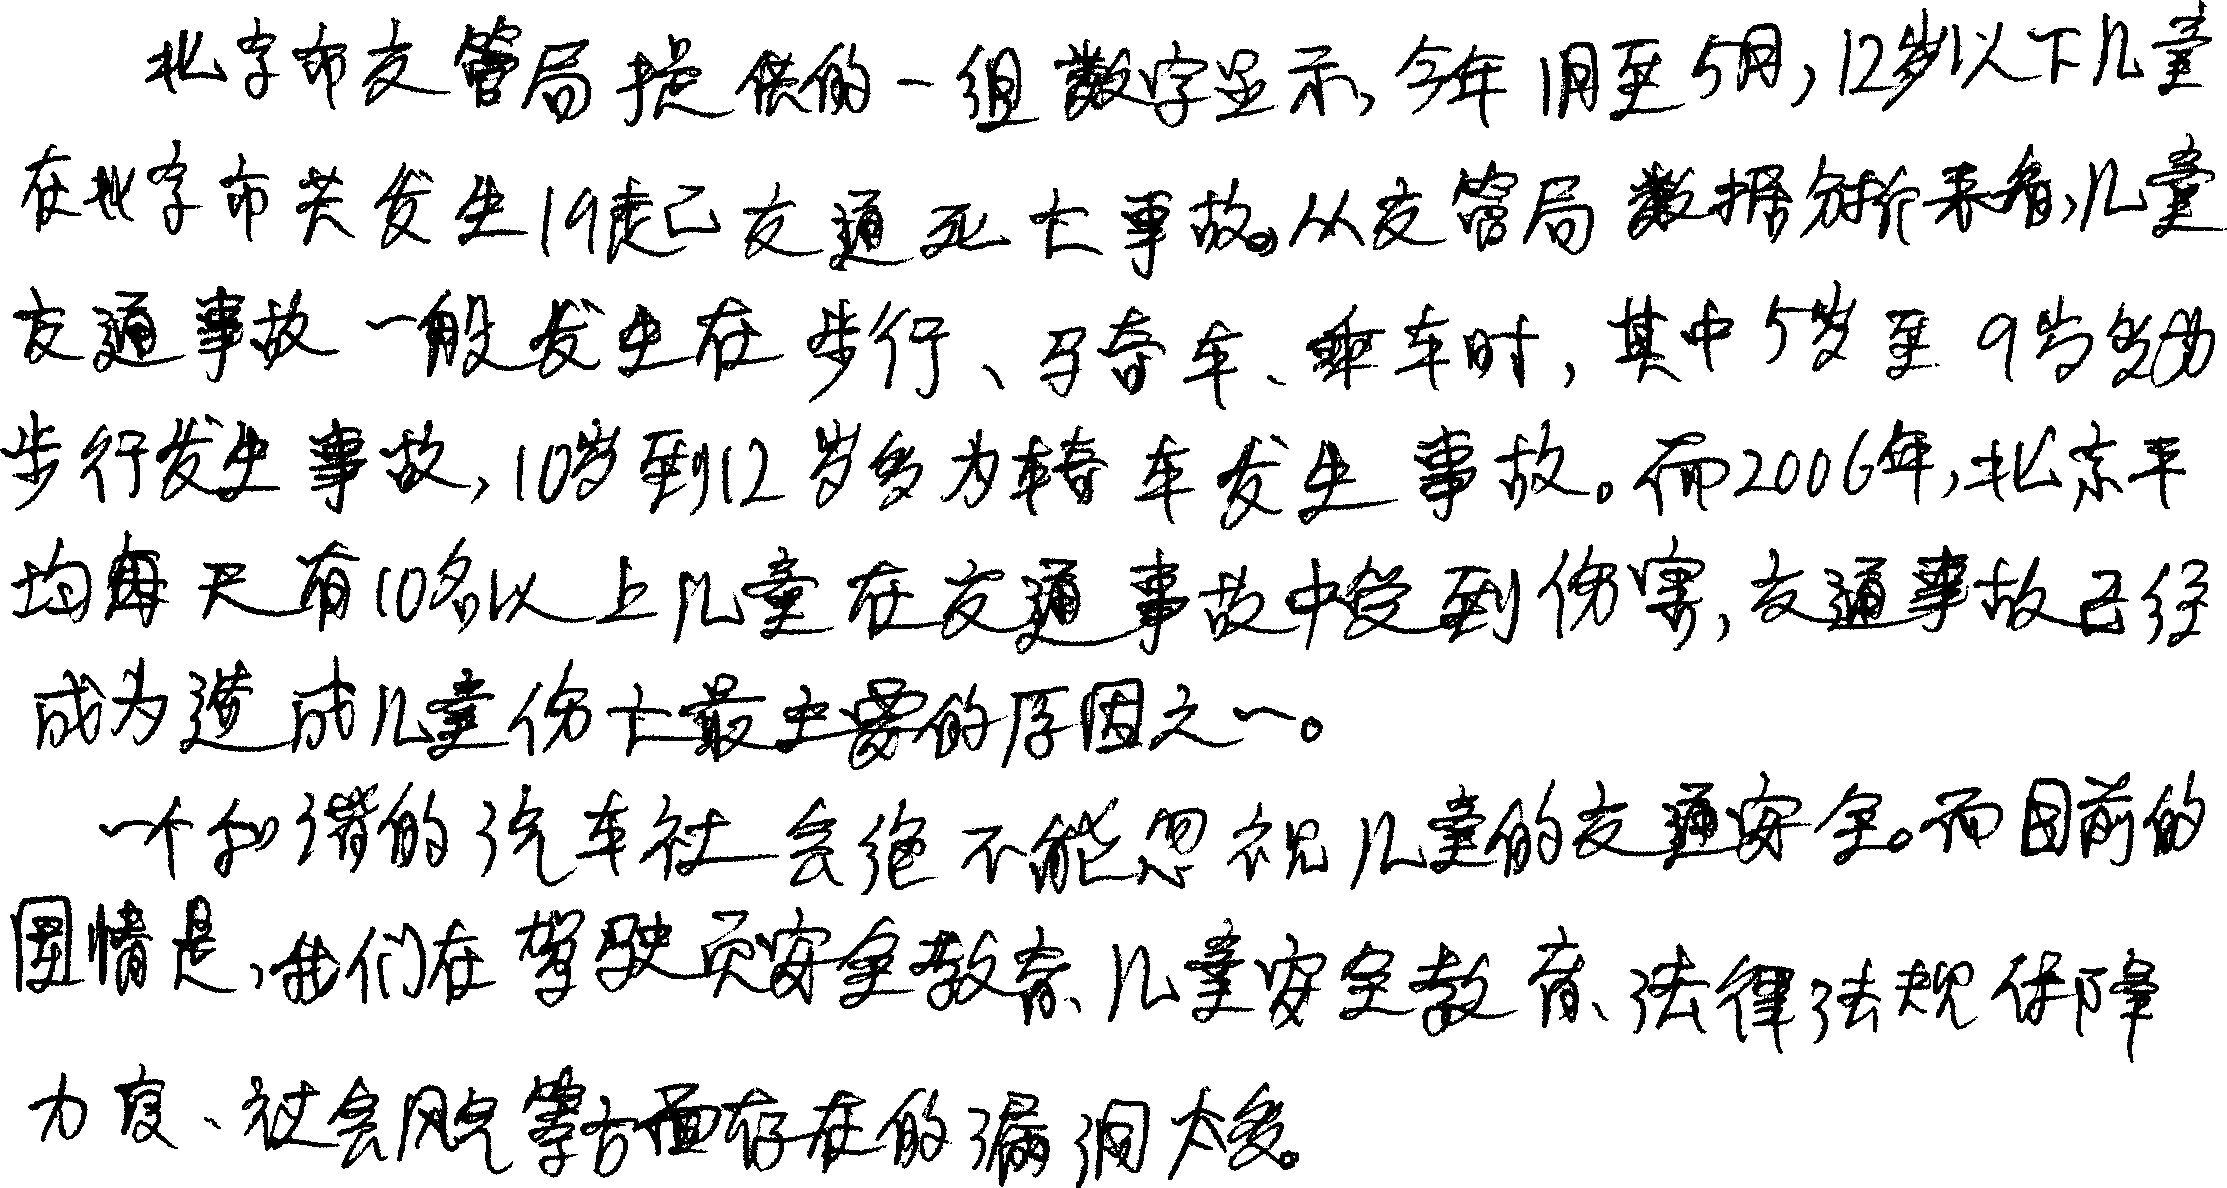 北京市交管局提供的一组数字显示,今年1月至5月,12岁以下儿童
在北京市共发生19起交通死亡事故。从交管局数据分析来看,儿童
交通事故一般发生在步行、骑车、乘车时,其中5岁至9岁多为
步行发生事故,10岁到12岁多为骑车发生事故。而2006年,北京平
均每天有10名以上儿童在交通事故中受到伤害,交通事故已经
成为造成儿童伤亡最主要的原因之一。
一个和谐的汽车社会绝不能忽视儿童的交通安全。而目前的
国情是,我们在驾驶员安全教育、儿童安全教育、法律法规保障
力度、社会风气等方面存在的漏洞太多。